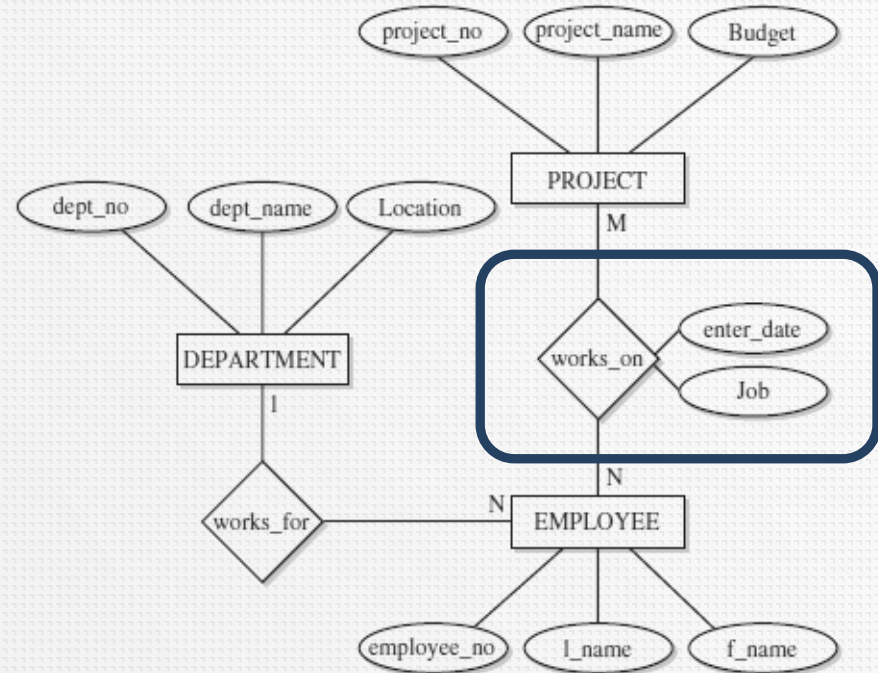 project_no project_name Budget
PROJECT
M
dept_no dept_name Location
DEPARTMENT
1
works_on
enter_date
Job
N
works_for
N
EMPLOYEE
employee_no l_name f_name